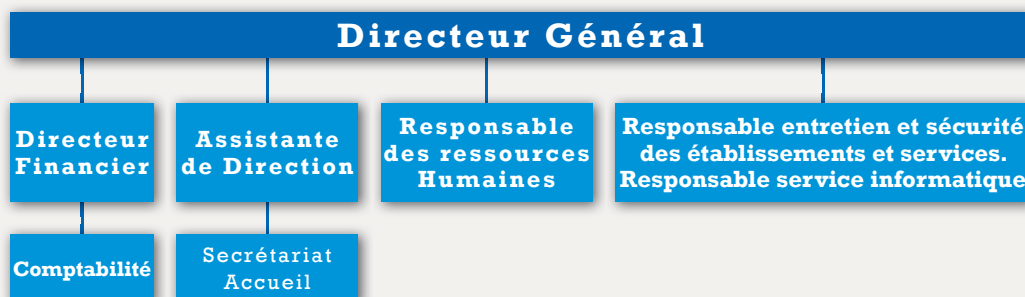 Directeur Général
Directeur
Financier
Assistante
de Direction
Responsable
des ressources
Humaines
Responsable entretien et sécurité
des établissements et services.
Responsable service informatique
Comptabilité
Secrétariat
Accueil